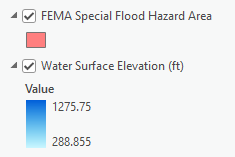 FEMA Special Flood Hazard Area
Water Surface Elevation (ft)
Value
1275.75
288.855